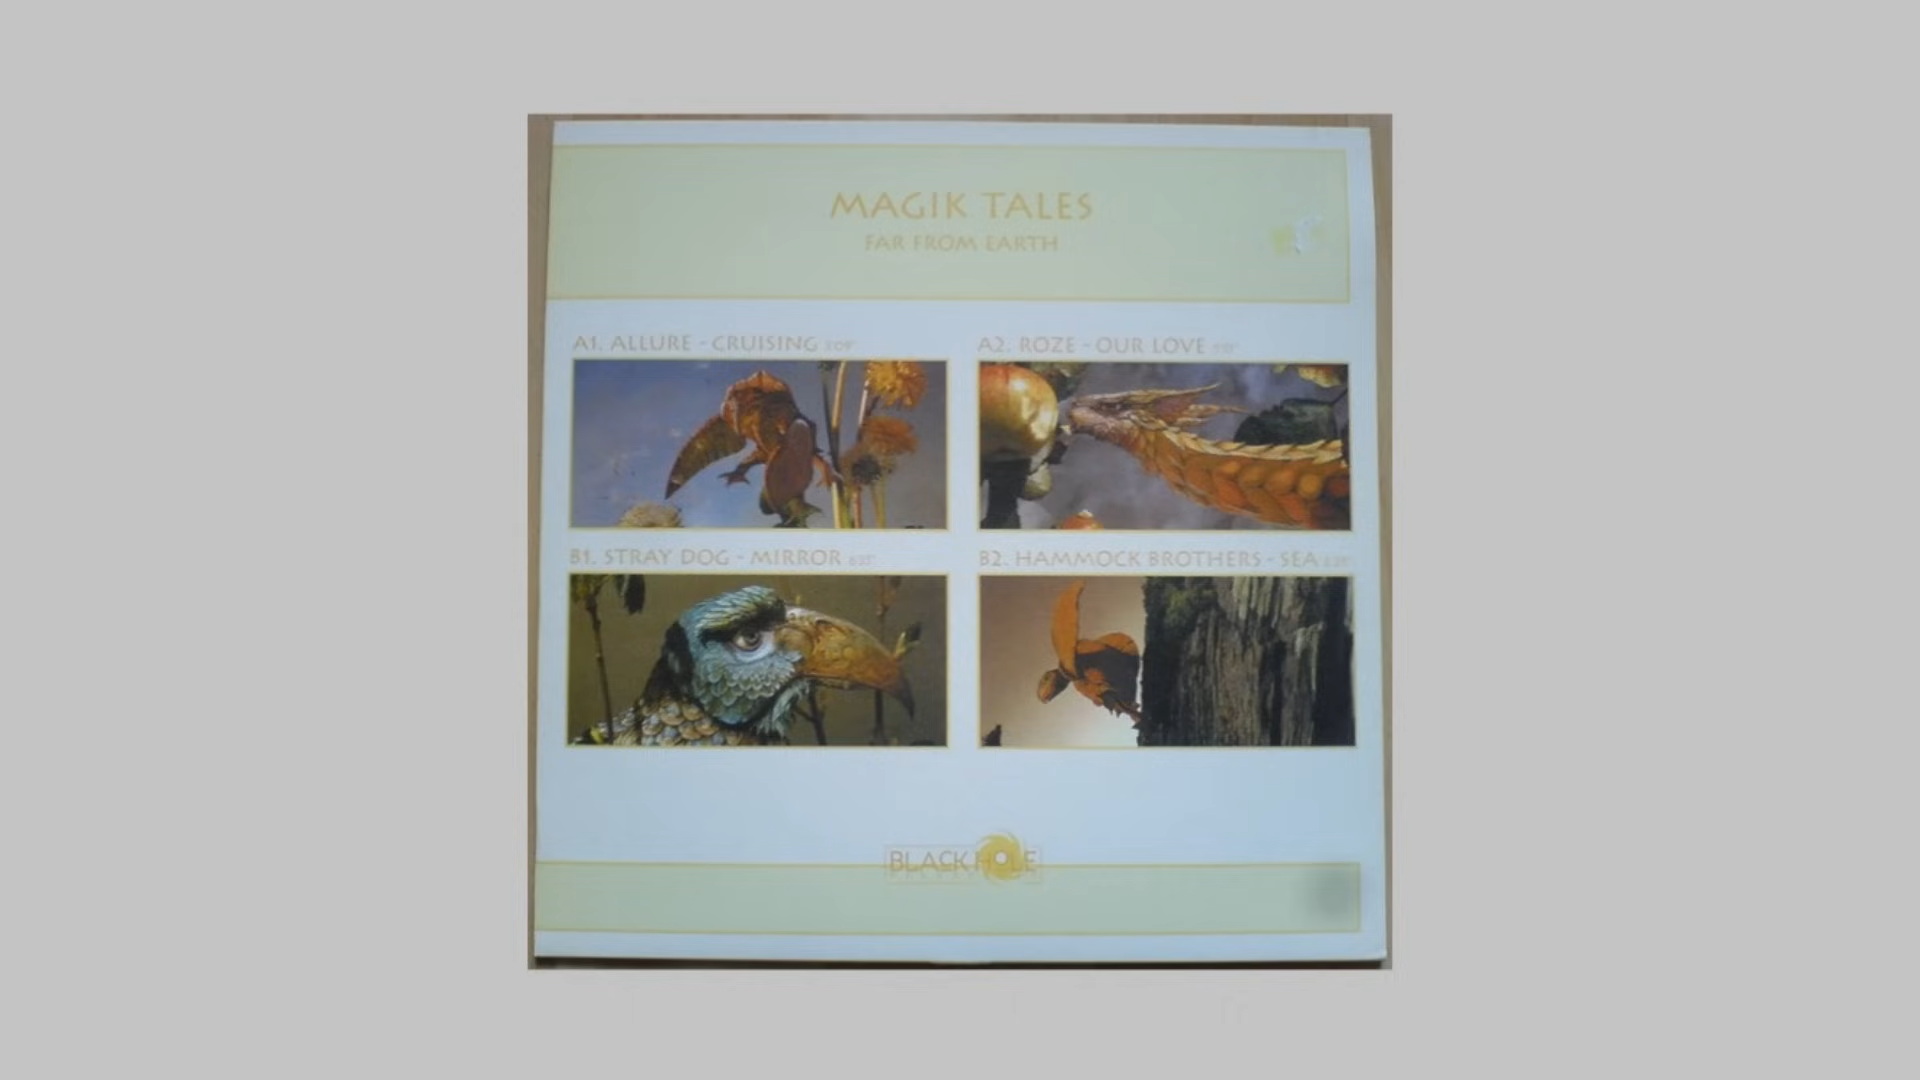 MAGIK TALES
FAR FROM EARTH
A1. ALLURE - CRUISING
A2. ROZE - OUR LOVE
B1. STRAY DOG - MIRROR
B2. HAMMOCK BROTHERS - SEA
BLACK HOLE